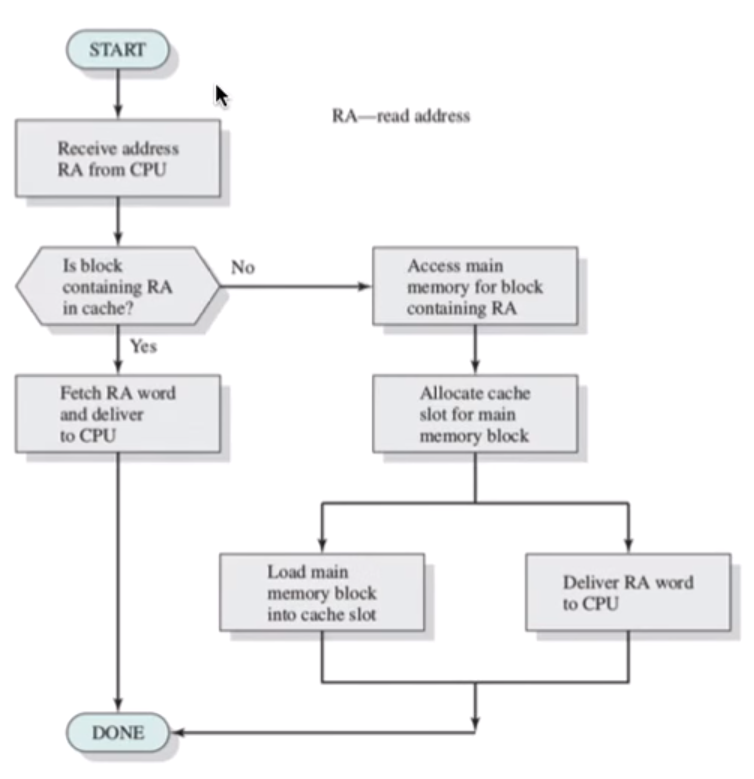 START
RA—read address
Receive address
RA from CPU
Is block
containing RA
in cache?
No
Access main
memory for block
containing RA
Yes
Fetch RA word
and deliver
to CPU
Allocate cache
slot for main
memory block
Load main
memory block
into cache slot
Deliver RA word
to CPU
DONE